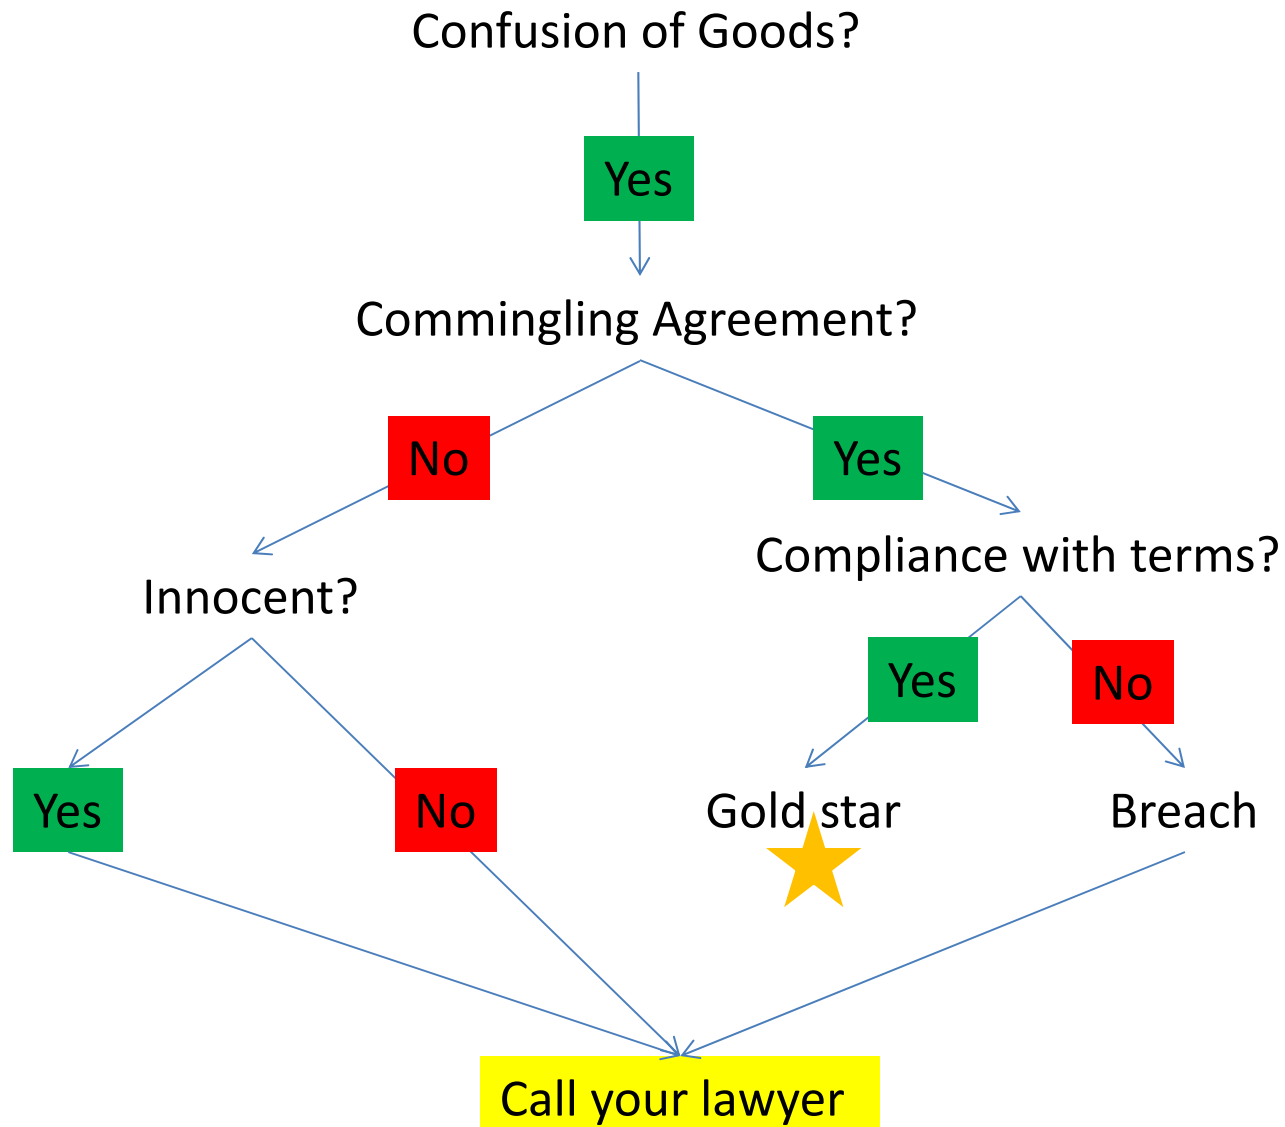 Confusion of Goods?
Yes
Commingling Agreement?
No
Yes
Compliance with terms?
Innocent?
Yes
No
Yes
No
Gold star
Breach
Call your lawyer